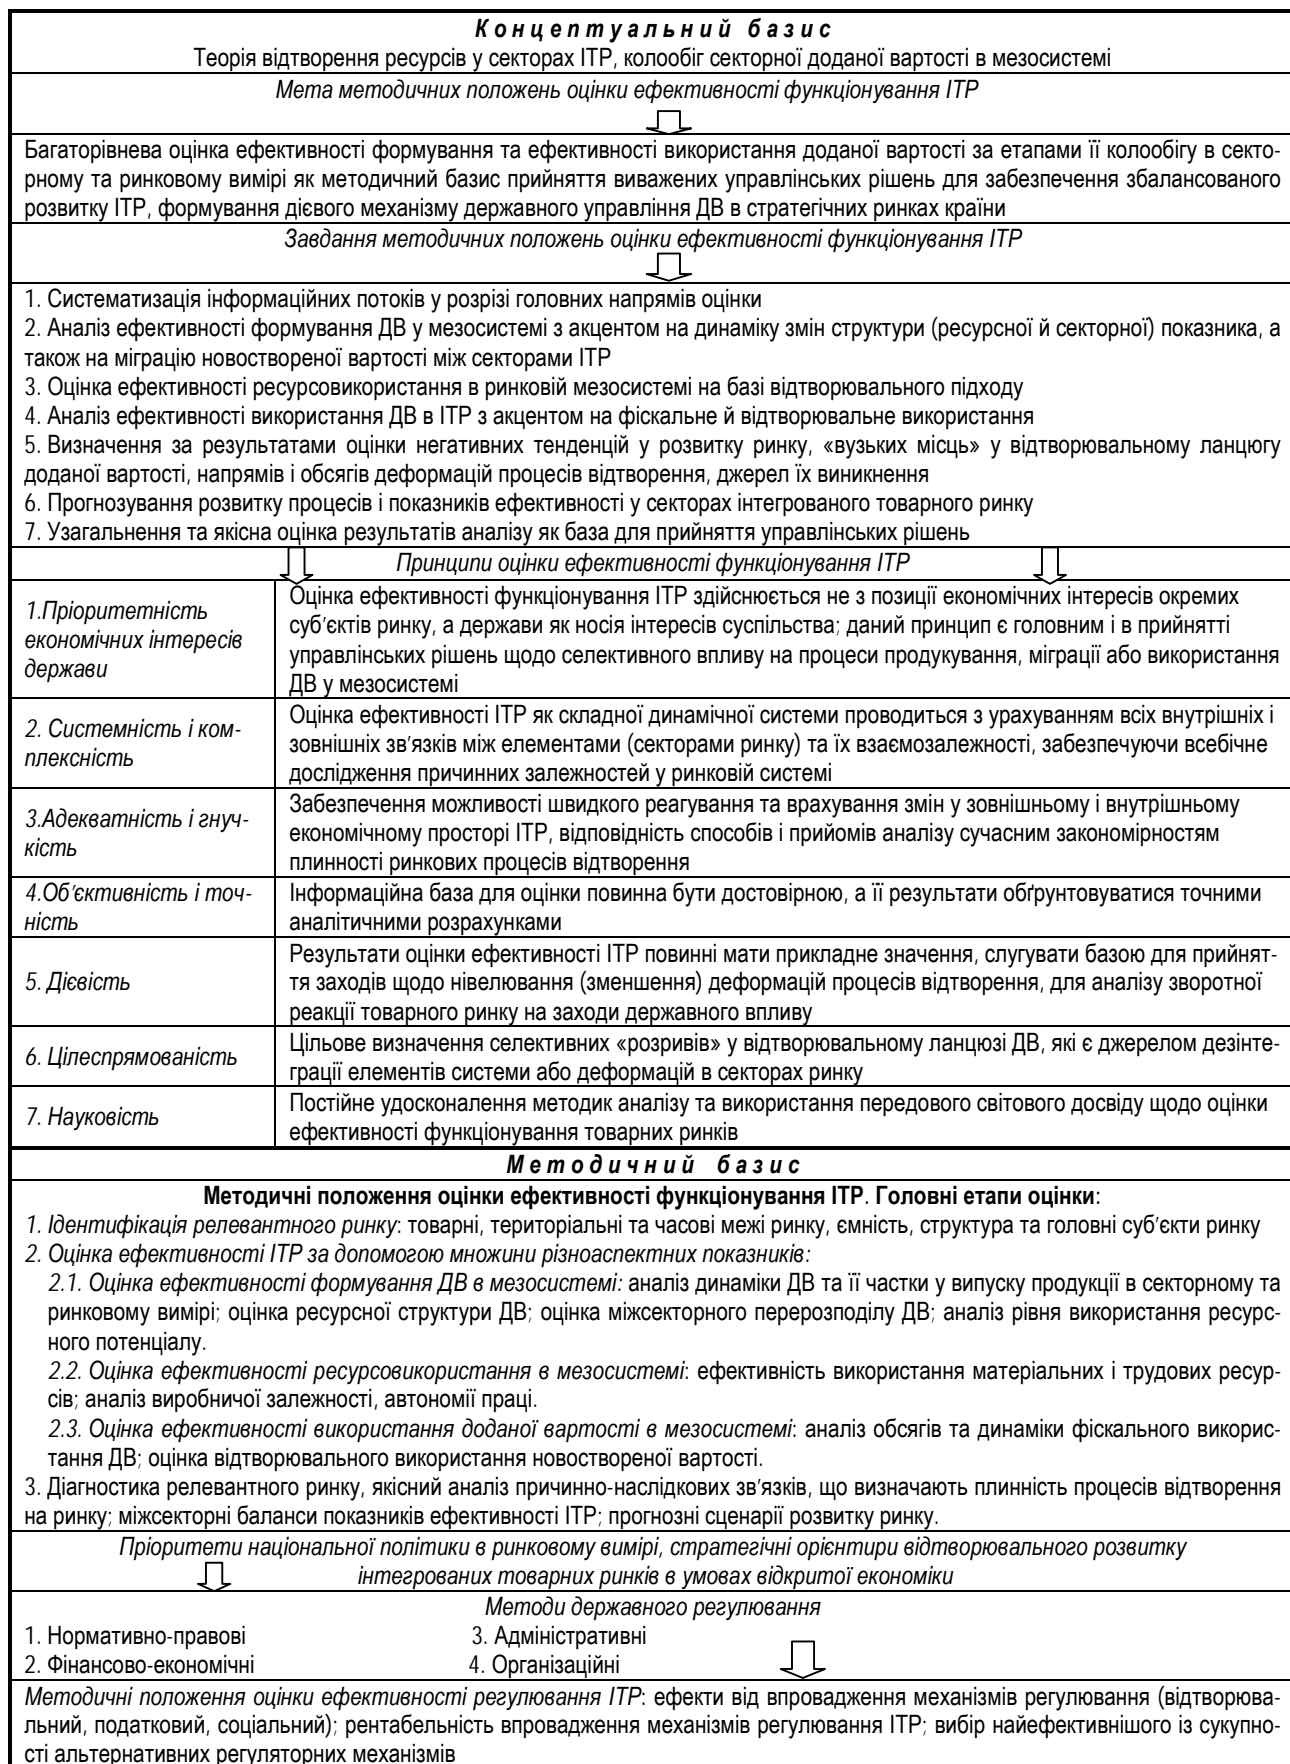 Концептуальний базис
Теорія відтворення ресурсів у секторах ІТР, колообіг секторної доданої вартості в мезосистемі
Мета методичних положень оцінки ефективності функціонування ІТР
Багаторівнева оцінка ефективності формування та ефективності використання доданої вартості за етапами її колообігу в секто-
рному та ринковому вимірі як методичний базис прийняття виважених управлінських рішень для забезпечення збалансованого
розвитку ІТР, формування дієвого механізму державного управління ДВ в стратегічних ринках країни
Завдання методичних положень оцінки ефективності функціонування ІТР
1. Систематизація інформаційних потоків у розрізі головних напрямів оцінки
2. Аналіз ефективності формування ДВ у мезосистемі з акцентом на динаміку змін структури (ресурсної й секторної) показника, а
також на міграцію новоствореної вартості між секторами ІТР
3. Оцінка ефективності ресурсовикористання в ринковій мезосистемі на базі відтворювального підходу
4. Аналіз ефективності використання ДВ в ІТР з акцентом на фіскальне й відтворювальне використання
5. Визначення за результатами оцінки негативних тенденцій у розвитку ринку, «вузьких місць» у відтворювальному ланцюгу
доданої вартості, напрямів і обсягів деформацій процесів відтворення, джерел їх виникнення
6. Прогнозування розвитку процесів і показників ефективності у секторах інтегрованого товарного ринку
7. Узагальнення та якісна оцінка результатів аналізу як база для прийняття управлінських рішень
Принципи оцінки ефективності функціонування ІТР
1.Пріоритетність
економічних інтересів
держави
Оцінка ефективності функціонування ІТР здійснюється не з позиції економічних інтересів окремих
суб'єктів ринку, а держави як носія інтересів суспільства; даний принцип є головним і в прийнятті
управлінських рішень щодо селективного впливу на процеси продукування, міграції або використання
ДВ у мезосистемі
2. Системність і ком-
плексність
Оцінка ефективності ІТР як складної динамічної системи проводиться з урахуванням всіх внутрішніх і
зовнішніх зв'язків між елементами (секторами ринку) та їх взаємозалежності, забезпечуючи всебічне
дослідження причинних залежностей у ринковій системі
3.Адекватність і гнуч-
кість
Забезпечення можливості швидкого реагування та врахування змін у зовнішньому і внутрішньому
економічному просторі ІТР, відповідність способів і прийомів аналізу сучасним закономірностям
плинності ринкових процесів відтворення
4.Об'єктивність і точ-
ність
Інформаційна база для оцінки повинна бути достовірною, а її результати обґрунтовуватися точними
аналітичними розрахунками
5. Дієвість
Результати оцінки ефективності ІТР повинні мати прикладне значення, слугувати базою для прийнят-
тя заходів щодо нівелювання (зменшення) деформацій процесів відтворення, для аналізу зворотної
реакції товарного ринку на заходи державного впливу
6. Цілеспрямованість
Цільове визначення селективних «розривів» у відтворювальному ланцюзі ДВ, які є джерелом дезінте-
грації елементів системи або деформацій в секторах ринку
7. Науковість
Постійне удосконалення методик аналізу та використання передового світового досвіду щодо оцінки
ефективності функціонування товарних ринків
Методичний базис
Методичні положення оцінки ефективності функціонування ІТР. Головні етапи оцінки:
1. Ідентифікація релевантного ринку: товарні, територіальні та часові межі ринку, ємність, структура та головні суб'єкти ринку
2. Оцінка ефективності ІТР за допомогою множини різноаспектних показників:
2.1. Оцінка ефективності формування ДВ в мезосистемі: аналіз динаміки ДВ та її частки у випуску продукції в секторному та
ринковому вимірі; оцінка ресурсної структури ДВ; оцінка міжсекторного перерозподілу ДВ; аналіз рівня використання ресурс-
ного потенціалу.
2.2. Оцінка ефективності ресурсовикористання в мезосистемі: ефективність використання матеріальних і трудових ресур-
сів; аналіз виробничої залежності, автономії праці.
2.3. Оцінка ефективності використання доданої вартості в мезосистемі: аналіз обсягів та динаміки фіскального викорис-
тання ДВ; оцінка відтворювального використання новоствореної вартості.
3. Діагностика релевантного ринку, якісний аналіз причинно-наслідкових зв'язків, що визначають плинність процесів відтворення
на ринку; міжсекторні баланси показників ефективності ІТР; прогнозні сценарії розвитку ринку.
Пріоритети національної політики в ринковому вимірі, стратегічні орієнтири відтворювального розвитку
інтегрованих товарних ринків в умовах відкритої економіки
Методи державного регулювання
1. Нормативно-правові 3. Адміністративні
2. Фінансово-економічні 4. Організаційні
Методичні положення оцінки ефективності регулювання ІТР: ефекти від впровадження механізмів регулювання (відтворюва-
льний, податковий, соціальний); рентабельність впровадження механізмів регулювання ІТР; вибір найефективнішого із сукупно-
сті альтернативних регуляторних механізмів